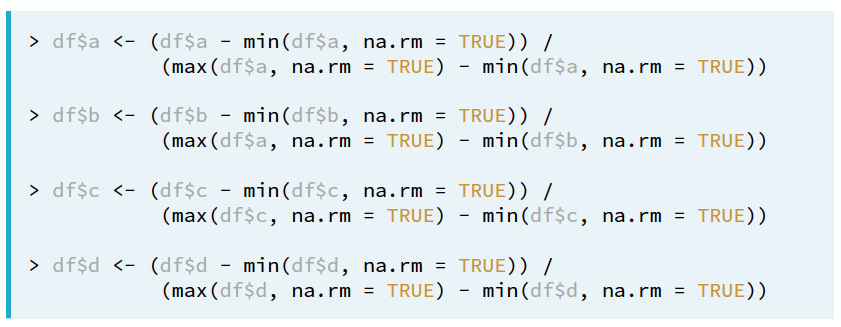 > df$a <- (df$a - min(df$a, na.rm = TRUE)) /
(max(df$a, na.rm = TRUE) - min(df$a, na.rm = TRUE))
> df$b <- (df$b - min(df$b, na.rm = TRUE)) /
(max(df$a, na.rm = TRUE) - min(df$b, na.rm = TRUE))
> df$c <- (df$c - min(df$c, na.rm = TRUE)) /
(max(df$c, na.rm = TRUE) - min(df$c, na.rm = TRUE))
> df$d <- (df$d - min(df$d, na.rm = TRUE)) /
(max(df$d, na.rm = TRUE) - min(df$d, na.rm = TRUE))